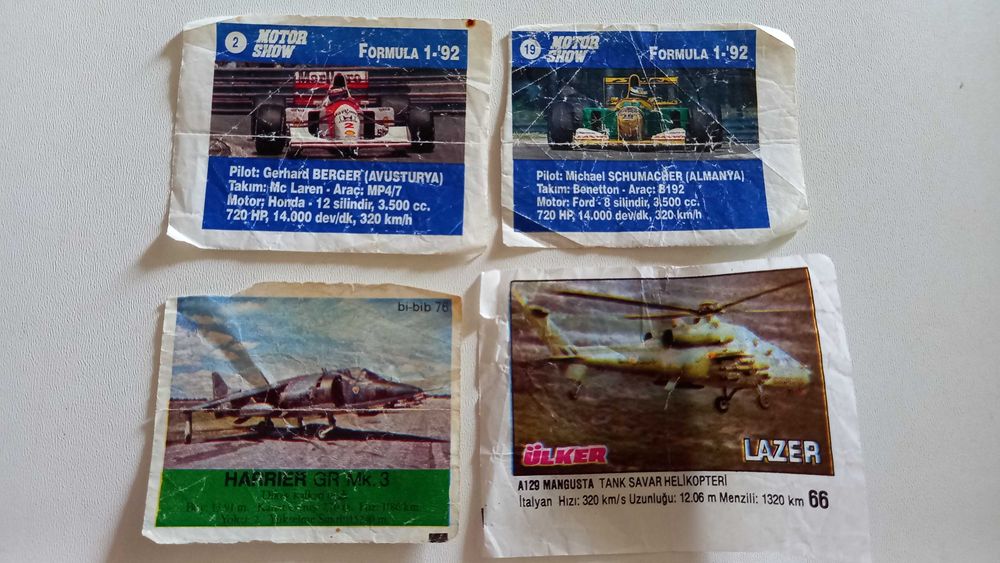 2 MOTOR SHOW FORMULA 1-'92
MARLBORO
2
Pilot: Gerhard BERGER (AVUSTURYA)
Takım: Mc Laren - Araç: MP4/7
Motor: Honda - 12 silindir, 3.500 cc.
720 HP, 14.000 dev/dk, 320 km/h
19 MOTOR SHOW FORMULA 1-'92
Pilot: Michael SCHUMACHER (ALMANYA)
Takım: Benetton - Araç: B192
Motor: Ford - 8 silindir, 3.500 cc.
720 HP, 14.000 dev/dk, 320 km/h
bi-bib 76
HARRIER GR Mk. 3
ÜLKER LAZER
A129 MANGUSTA TANK SAVAR HELİKOPTERİ
İtalyan Hızı: 320 km/s Uzunluğu: 12.06 m Menzili: 1320 km 66